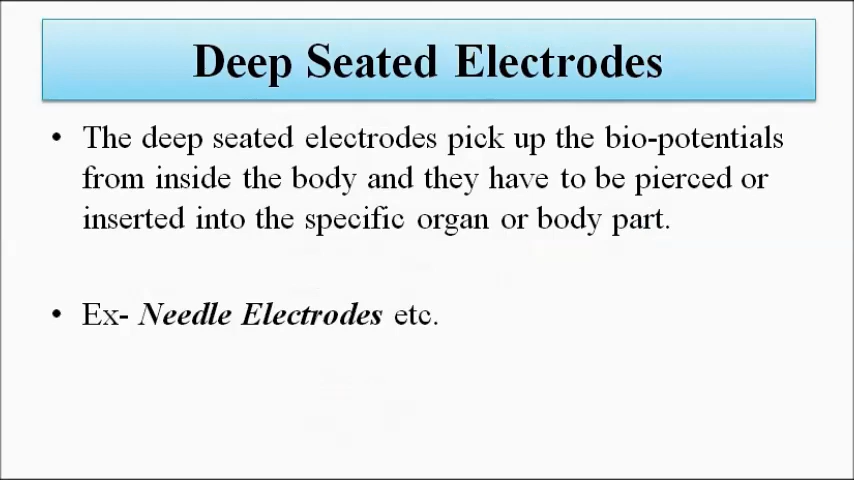 Deep Seated Electrodes
• The deep seated electrodes pick up the bio-potentials
from inside the body and they have to be pierced or
inserted into the specific organ or body part.
• Ex- Needle Electrodes etc.